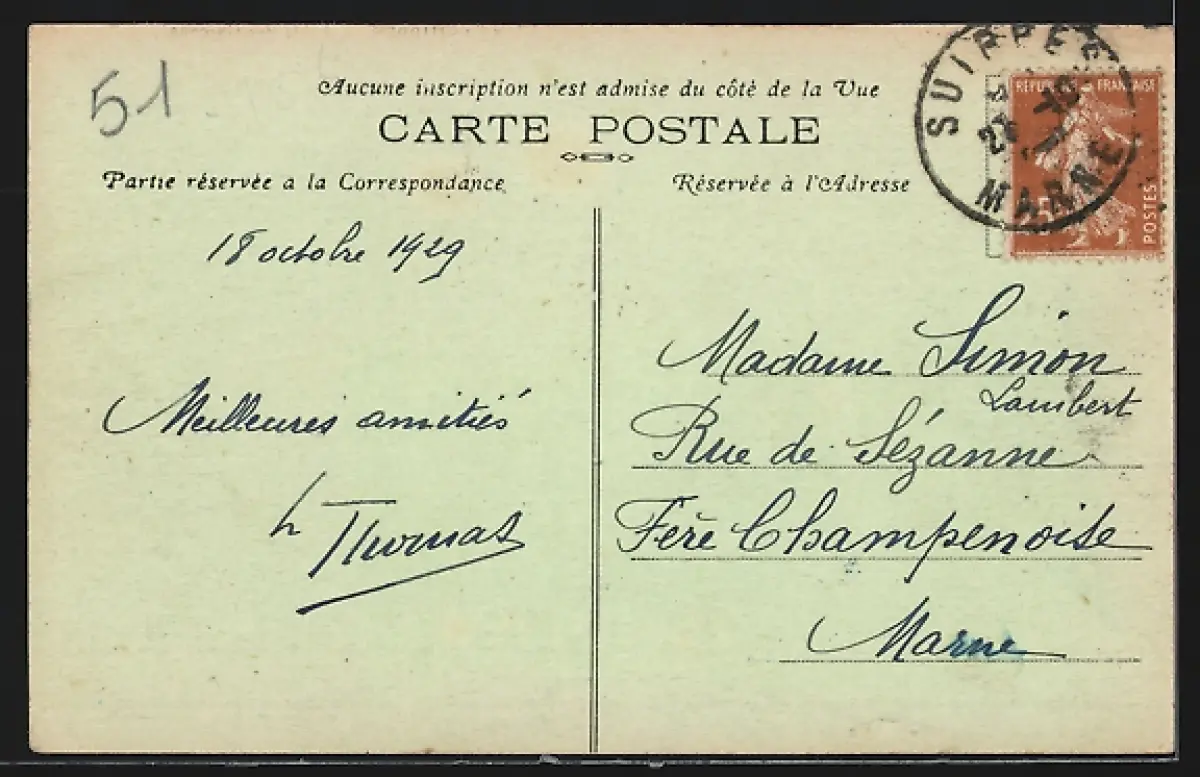 51
Aucune inscription n'est admise du côté de la Vue
CARTE POSTALE
Partie réservée a la Correspondance
Réservée à l'Adresse
SUIPPES
MARNE
RÉPUBLIQUE FRANÇAISE
POSTES
18 octobre 1929
Meilleures amitiés
Thomas
Madame Simon
Lambert
Rue de Sézanne
Fère Champenoise
Marne